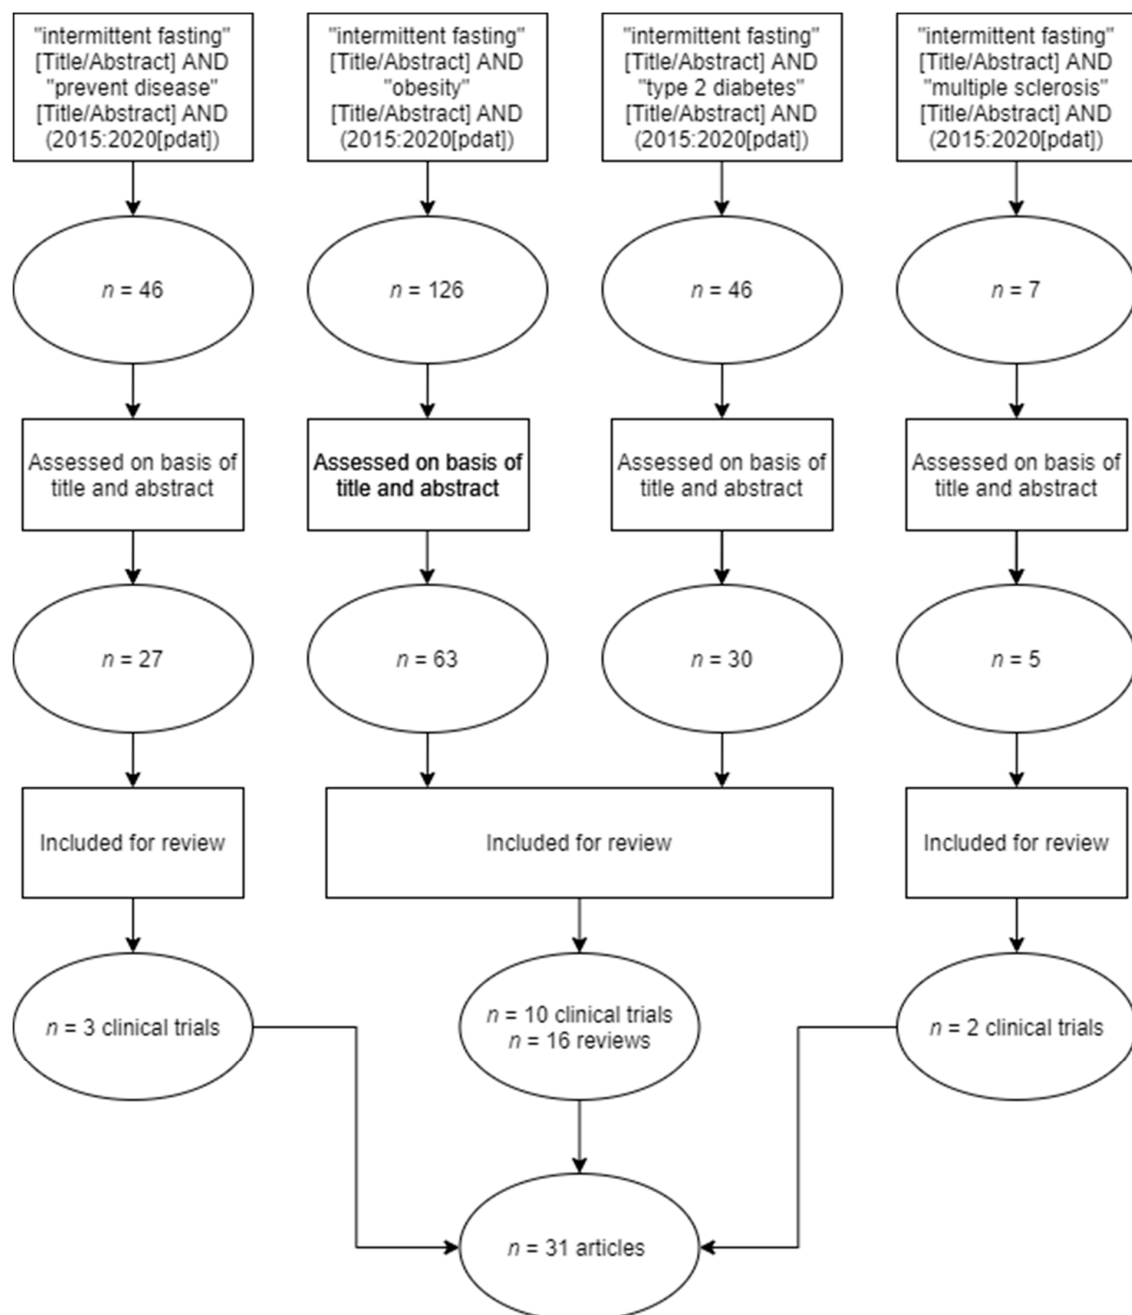 "intermittent fasting"
[Title/Abstract] AND
"prevent disease"
[Title/Abstract] AND
(2015:2020[pdat])
"intermittent fasting"
[Title/Abstract] AND
"obesity"
[Title/Abstract] AND
(2015:2020[pdat])
"intermittent fasting"
[Title/Abstract] AND
"type 2 diabetes"
[Title/Abstract] AND
(2015:2020[pdat])
"intermittent fasting"
[Title/Abstract] AND
"multiple sclerosis"
[Title/Abstract] AND
(2015:2020[pdat])
n = 46
n = 126
n = 46
n = 7
Assessed on basis of
title and abstract
Assessed on basis of
title and abstract
Assessed on basis of
title and abstract
Assessed on basis of
title and abstract
n = 27
n = 63
n = 30
n = 5
Included for review
Included for review
Included for review
n = 3 clinical trials
n = 10 clinical trials
n = 16 reviews
n = 2 clinical trials
n = 31 articles